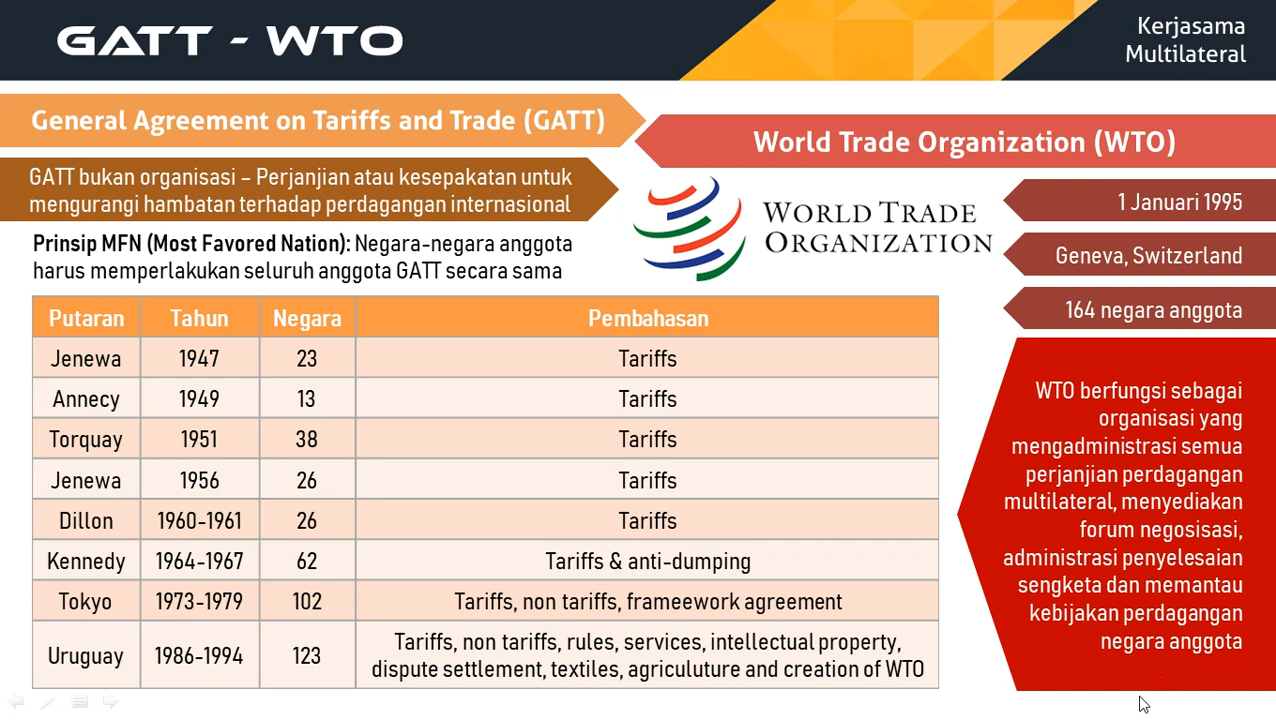 GATT - WTO
Kerjasama
Multilateral
General Agreement on Tariffs and Trade (GATT)
GATT bukan organisasi – Perjanjian atau kesepakatan untuk
mengurangi hambatan terhadap perdagangan internasional
Prinsip MFN (Most Favored Nation): Negara-negara anggota
harus memperlakukan seluruh anggota GATT secara sama
Putaran Tahun Negara Pembahasan
Jenewa 1947 23 Tariffs
Annecy 1949 13 Tariffs
Torquay 1951 38 Tariffs
Jenewa 1956 26 Tariffs
Dillon 1960-1961 26 Tariffs
Kennedy 1964-1967 62 Tariffs & anti-dumping
Tokyo 1973-1979 102 Tariffs, non tariffs, frameework agreement
Uruguay 1986-1994 123 Tariffs, non tariffs, rules, services, intellectual property,
dispute settlement, textiles, agriculuture and creation of WTO
World Trade Organization (WTO)
WORLD TRADE
ORGANIZATION
1 Januari 1995
Geneva, Switzerland
164 negara anggota
WTO berfungsi sebagai
organisasi yang
mengadministrasi semua
perjanjian perdagangan
multilateral, menyediakan
forum negosisasi,
administrasi penyelesaian
sengketa dan memantau
kebijakan perdagangan
negara anggota